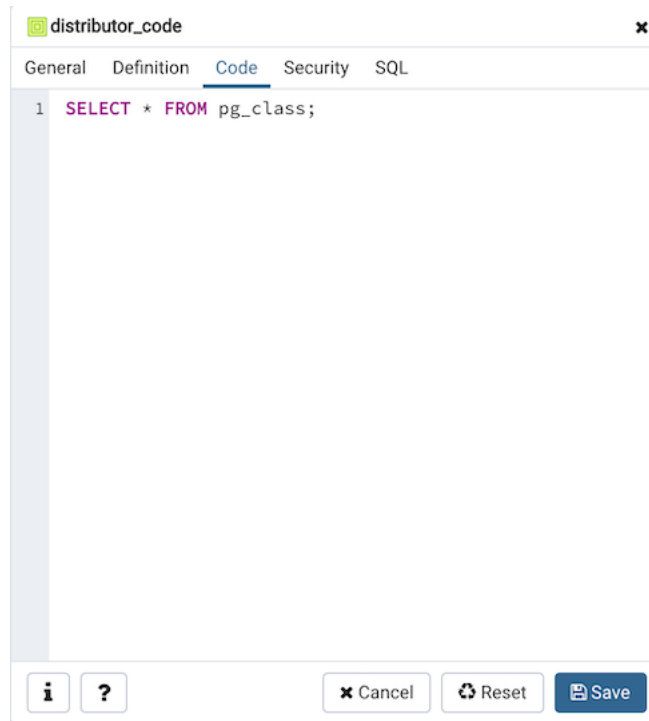 distributor_code
General Definition Code Security SQL
1 SELECT * FROM pg_class;
i ? Cancel Reset Save